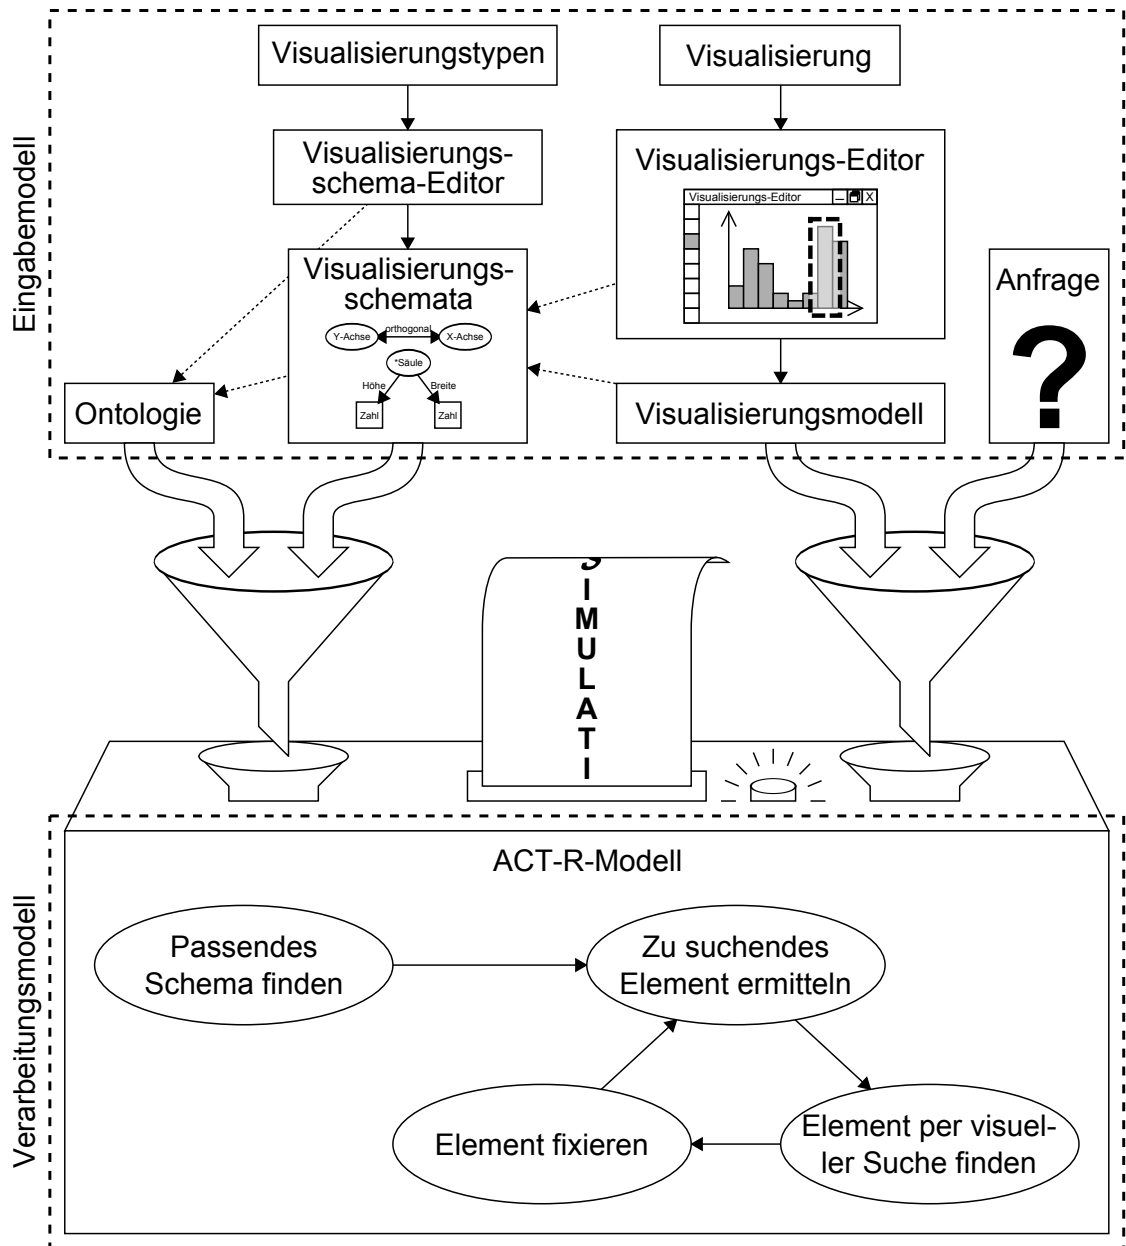 Eingabemodell
Visualisierungstypen
Visualisierung
Visualisierungs-
schema-Editor
Visualisierungs-Editor
Visualisierungs-Editor
X
Visualisierungs-
schemata
Y-Achse
orthogonal
X-Achse
*Säule
Höhe
Breite
Zahl
Zahl
Anfrage
?
Ontologie
Visualisierungsmodell
S
I
M
U
L
A
T
I
Verarbeitungsmodell
ACT-R-Modell
Passendes
Schema finden
Zu suchendes
Element ermitteln
Element fixieren
Element per visuel-
ler Suche finden